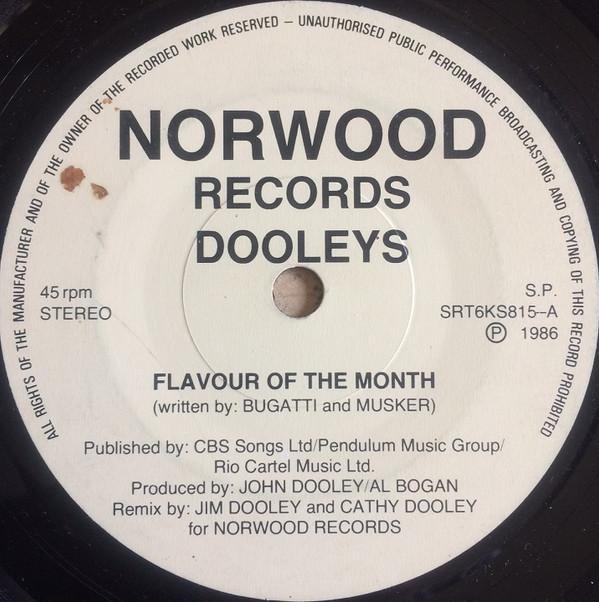 ALL RIGHTS OF THE MANUFACTURER AND OF THE OWNER OF THE RECORDED WORK RESERVED – UNAUTHORISED PUBLIC PERFORMANCE BROADCASTING AND COPYING OF THIS RECORD PROHIBITED
NORWOOD
RECORDS
DOOLEYS
45 rpm
STEREO
S.P.
SRT6KS815--A
Ⓟ 1986
FLAVOUR OF THE MONTH
(written by: BUGATTI and MUSKER)
Published by: CBS Songs Ltd/Pendulum Music Group/
Rio Cartel Music Ltd.
Produced by: JOHN DOOLEY/AL BOGAN
Remix by: JIM DOOLEY and CATHY DOOLEY
for NORWOOD RECORDS